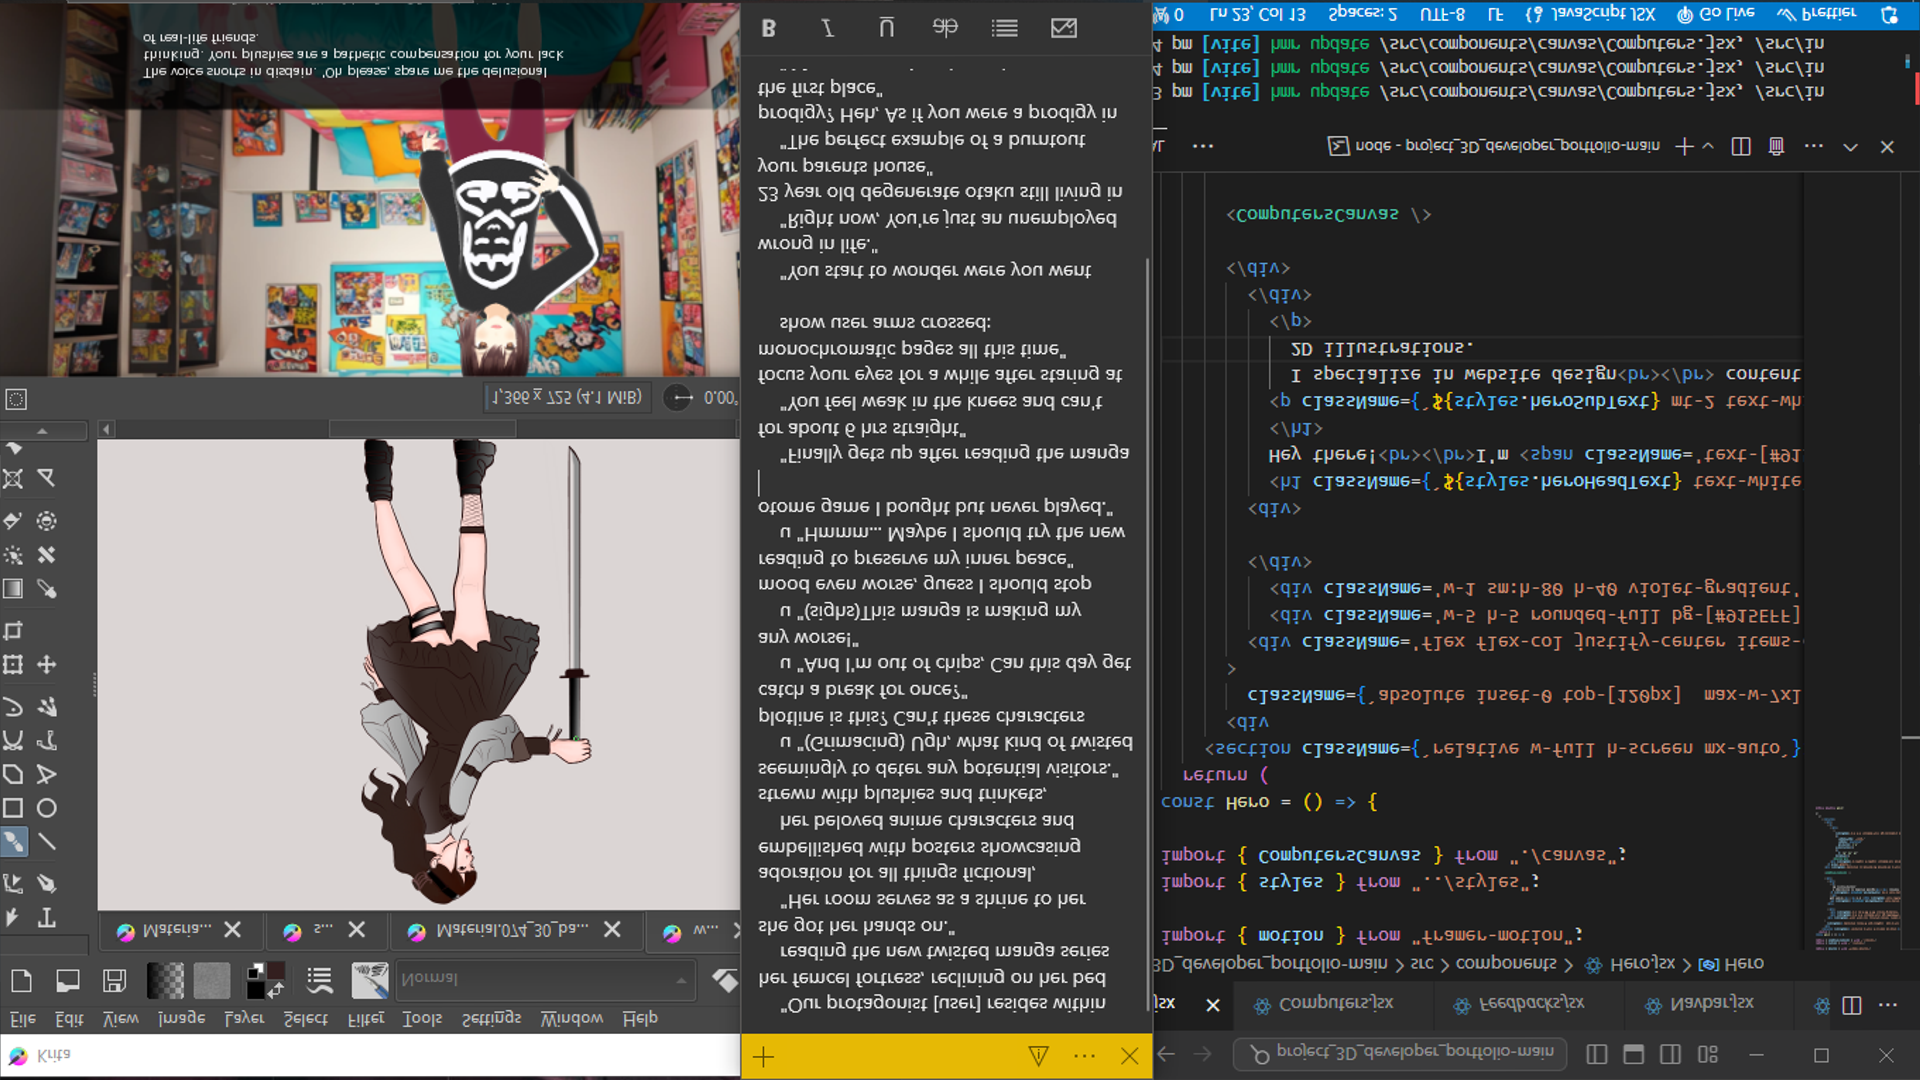 Krita
File Edit View Image Layer Select Filter Tools Settings Window Help
Normal
Materia... s... Material.074_30_ba... w...
1,366 x 725 (4.1 MiB) 0.00°
The voice snorts in disdain. 'Oh please, spare me the delusional
thinking. Your plushies are a pathetic compensation for your lack
of real-life friends.
"Our protagonist [user] resides within
her femcel fortress, reclining on her bed
reading the new twisted manga series
she got her hands on."
"Her room serves as a shrine to her
adoration for all things fictional,
embellished with posters showcasing
her beloved anime characters and
strewn with plushies and trinkets,
seemingly to deter any potential visitors."
u "(Grimacing) Ugh, what kind of twisted
plotline is this? Can't these characters
catch a break for once?"
u "And I'm out of chips, Can this day get
any worse!"
u "(sighs)This manga is making my
mood even worse, guess I should stop
reading to preserve my inner peace"
u "Hmmm... Maybe I should try the new
otome game I bought but never played."
"Finally gets up after reading the manga
for about 6 hrs straight"
"You feel weak in the knees and can't
focus your eyes for a while after staring at
monochromatic pages all this time"
show user arms crossed:
"You start to wonder were you went
wrong in life."
"Right now, You're just an unemployed
23 year old degenerate otaku still living in
your parents house"
"The perfect example of a burntout
prodigy? Heh, As if you were a prodigy in
the first place"
B I U ab
project_3D_developer_portfolio-main
jsx Computers.jsx Feedbacks.jsx Navbar.jsx
3D_developer_portfolio-main > src > components > Hero.jsx > Hero
import { motion } from "framer-motion";
import { styles } from "../styles";
import { ComputersCanvas } from "./canvas";
const Hero = () => {
return (
<section className={`relative w-full h-screen mx-auto`}
<div
className={`absolute inset-0 top-[120px] max-w-7xl
>
<div className='flex flex-col justify-center items-
<div className='w-5 h-5 rounded-full bg-[#915EFF]
<div className='w-1 sm:h-80 h-40 violet-gradient'
</div>
<div>
<h1 className={`${styles.heroHeadText} text-white
Hey there!<br></br>I'm <span className='text-[#91
</h1>
<p className={`${styles.heroSubText} mt-2 text-wh
I specialize in website design<br></br> content
2D illustrations.
</p>
</div>
</div>
<ComputersCanvas />
AL node - project_3D_developer_portfolio-main
3 pm [vite] hmr update /src/components/canvas/Computers.jsx, /src/in
4 pm [vite] hmr update /src/components/canvas/Computers.jsx, /src/in
4 pm [vite] hmr update /src/components/canvas/Computers.jsx, /src/in
0 Ln 23, Col 13 Spaces: 2 UTF-8 LF {} JavaScript JSX Go Live Prettier